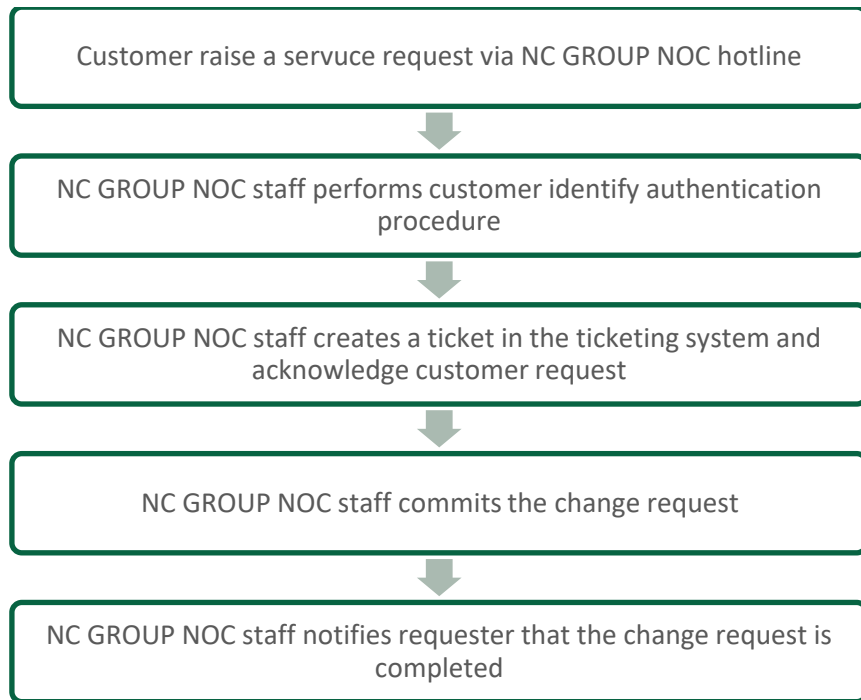 Customer raise a servuce request via NC GROUP NOC hotline
NC GROUP NOC staff performs customer identify authentication
procedure
NC GROUP NOC staff creates a ticket in the ticketing system and
acknowledge customer request
NC GROUP NOC staff commits the change request
NC GROUP NOC staff notifies requester that the change request is
completed